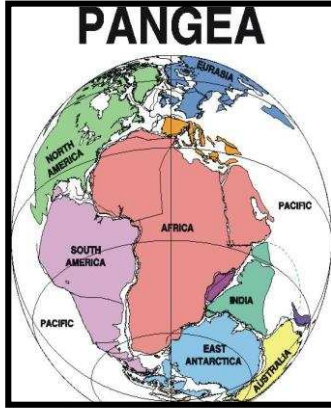 PANGEA
EURASIA
NORTH
AMERICA
AFRICA
PACIFIC
SOUTH
AMERICA
INDIA
PACIFIC
EAST
ANTARCTICA
AUSTRALIA